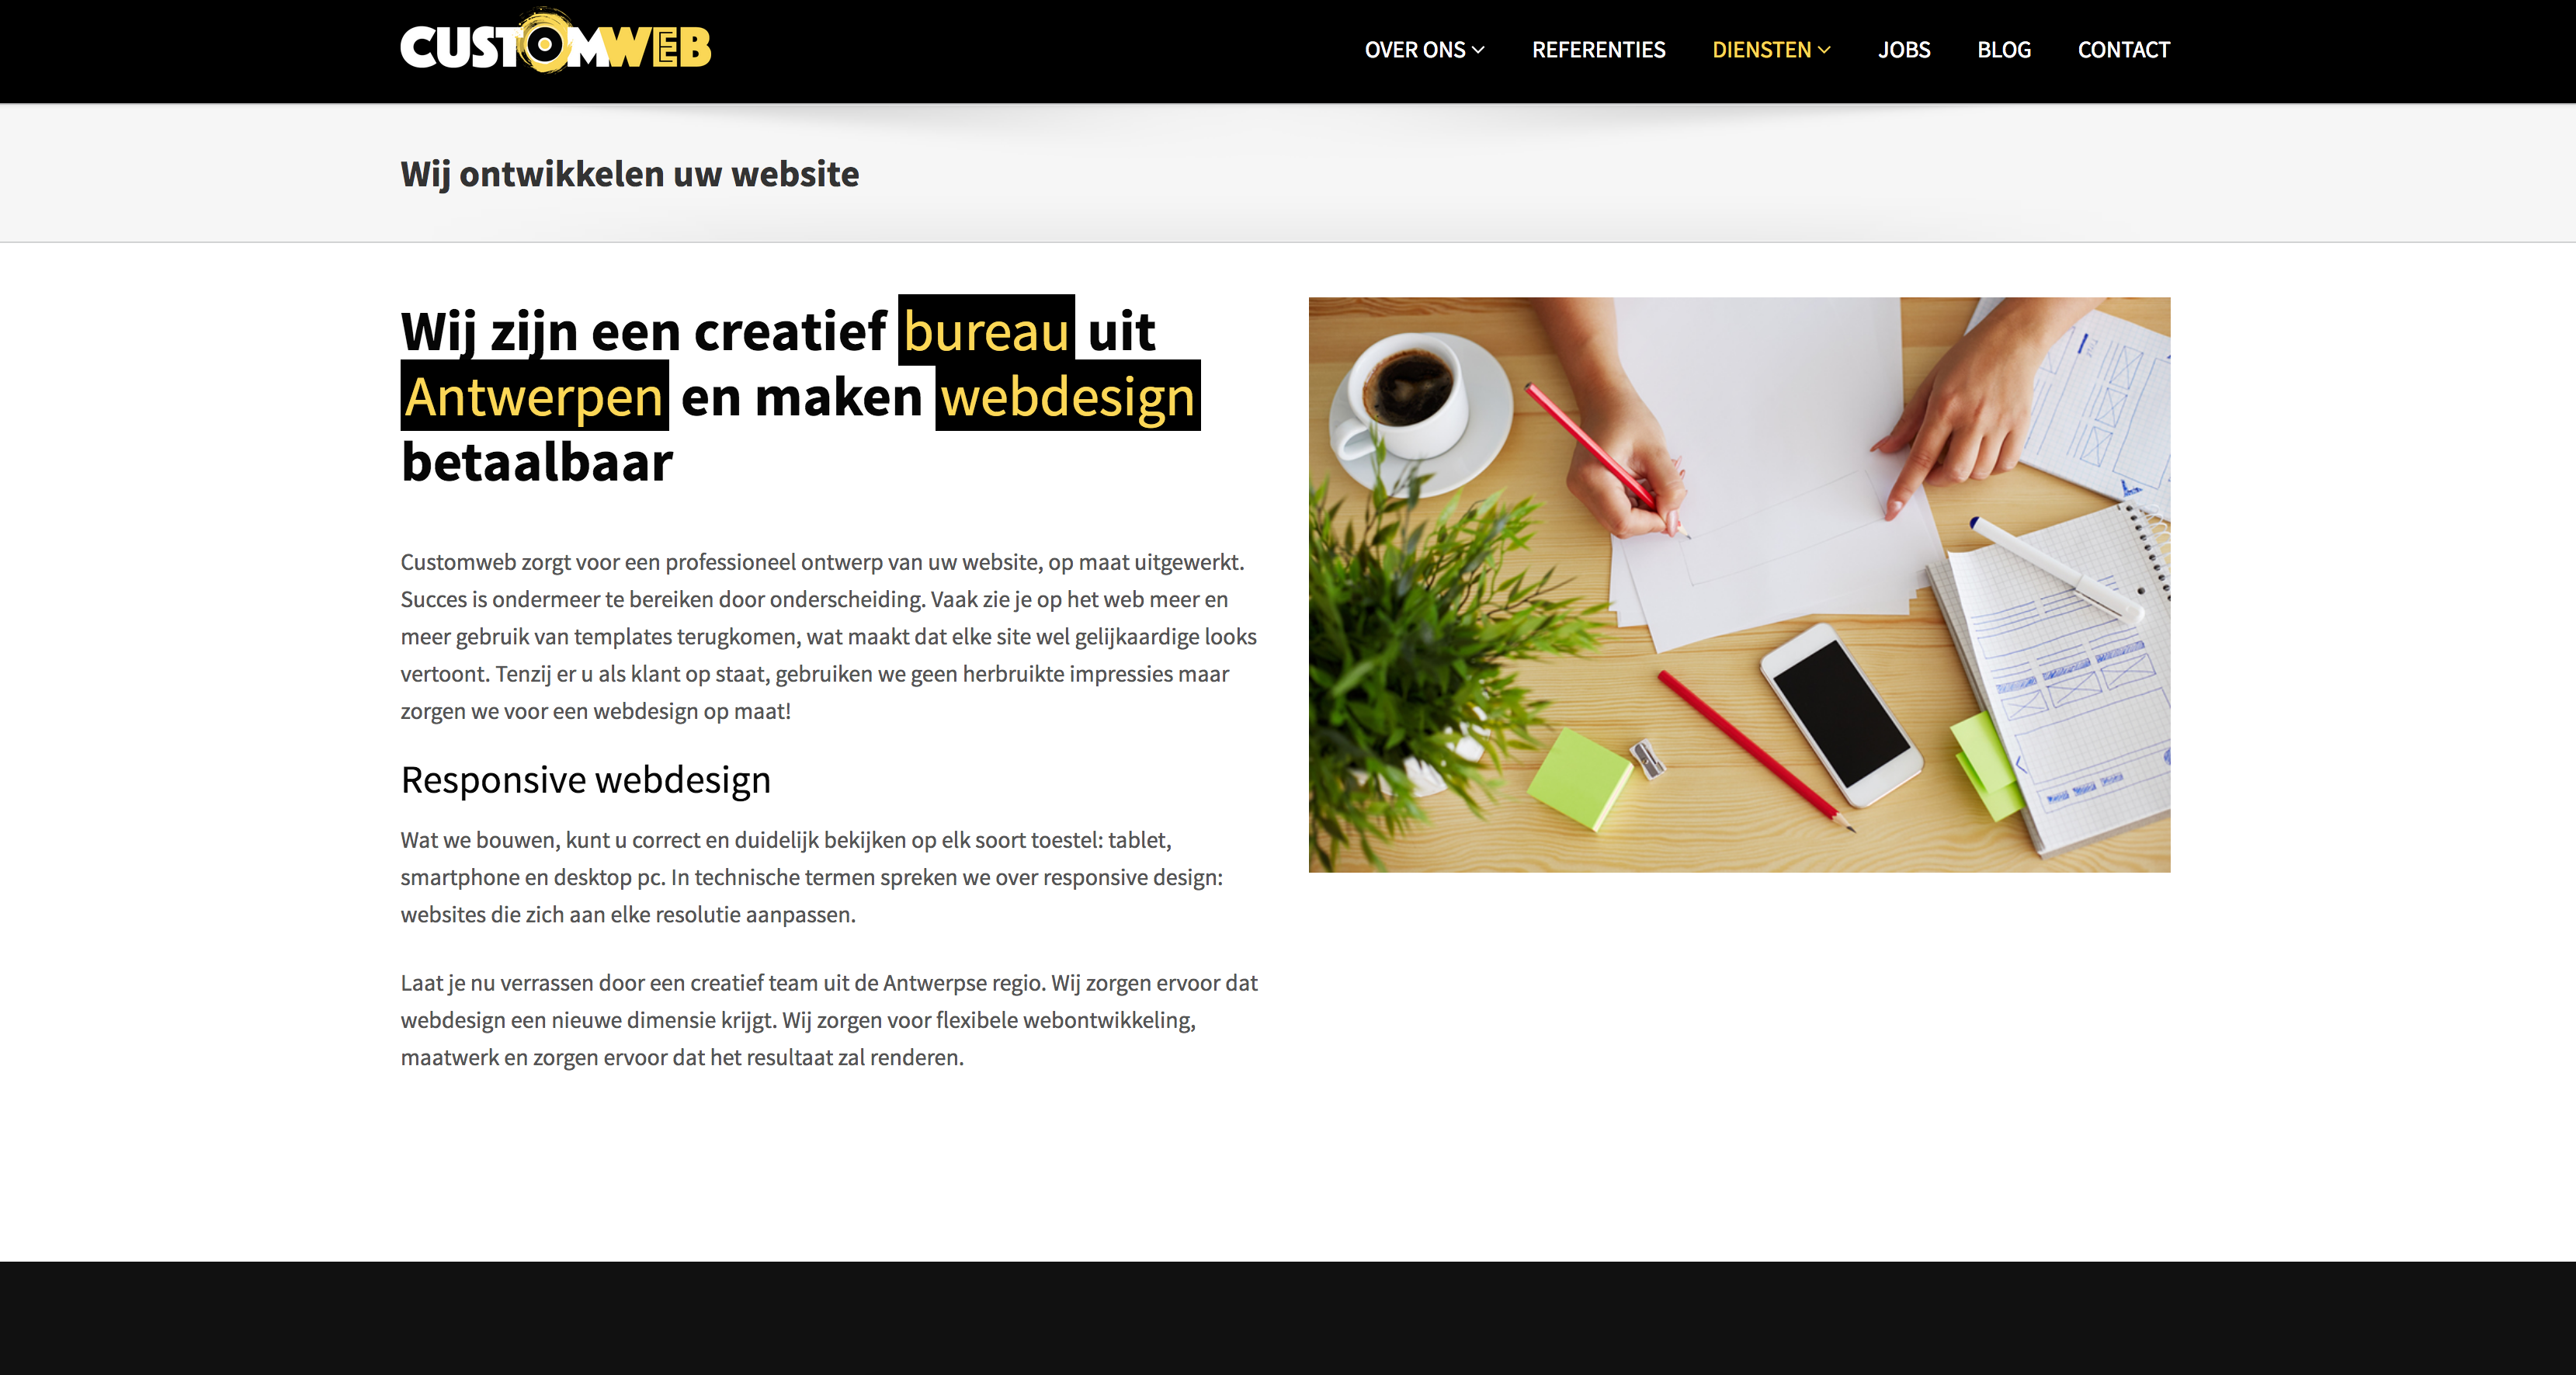 CUSTOMWEB
OVER ONS
REFERENTIES
DIENSTEN
JOBS
BLOG
CONTACT
Wij ontwikkelen uw website
Wij zijn een creatief bureau uit
Antwerpen en maken webdesign
betaalbaar
Customweb zorgt voor een professioneel ontwerp van uw website, op maat uitgewerkt.
Succes is ondermeer te bereiken door onderscheiding. Vaak zie je op het web meer en
meer gebruik van templates terugkomen, wat maakt dat elke site wel gelijkaardige looks
vertoont. Tenzij er u als klant op staat, gebruiken we geen herbruikte impressies maar
zorgen we voor een webdesign op maat!
Responsive webdesign
Wat we bouwen, kunt u correct en duidelijk bekijken op elk soort toestel: tablet,
smartphone en desktop pc. In technische termen spreken we over responsive design:
websites die zich aan elke resolutie aanpassen.
Laat je nu verrassen door een creatief team uit de Antwerpse regio. Wij zorgen ervoor dat
webdesign een nieuwe dimensie krijgt. Wij zorgen voor flexibele webontwikkeling,
maatwerk en zorgen ervoor dat het resultaat zal renderen.